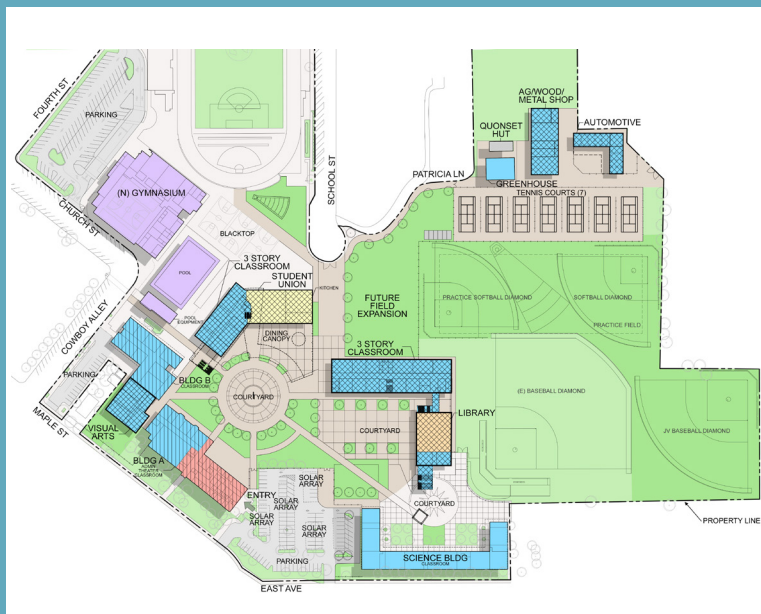 FOURTH ST
PARKING
AG/WOOD/
METAL SHOP
QUONSET
HUT
AUTOMOTIVE
SCHOOL ST
PATRICIA LN
GREENHOUSE
TENNIS COURTS (7)
(N) GYMNASIUM
CHURCH ST
BLACKTOP
POOL
3 STORY
CLASSROOM
STUDENT
UNION
KITCHEN
POOL
EQUIPMENT
PRACTICE SOFTBALL DIAMOND
SOFTBALL DIAMOND
PRACTICE FIELD
FUTURE
FIELD
EXPANSION
COWBOY ALLEY
DINING
CANOPY
3 STORY
CLASSROOM
PARKING
BLDG B
CLASSROOM
COURTYARD
(E) BASEBALL DIAMOND
MAPLE ST
VISUAL
ARTS
LIBRARY
COURTYARD
JV BASEBALL DIAMOND
BLDG A
ADMIN
THEATER
CLASSROOM
ENTRY
SOLAR
ARRAY
SOLAR
ARRAY
SOLAR
ARRAY
SOLAR
ARRAY
COURTYARD
PROPERTY LINE
PARKING
SCIENCE BLDG
CLASSROOM
EAST AVE